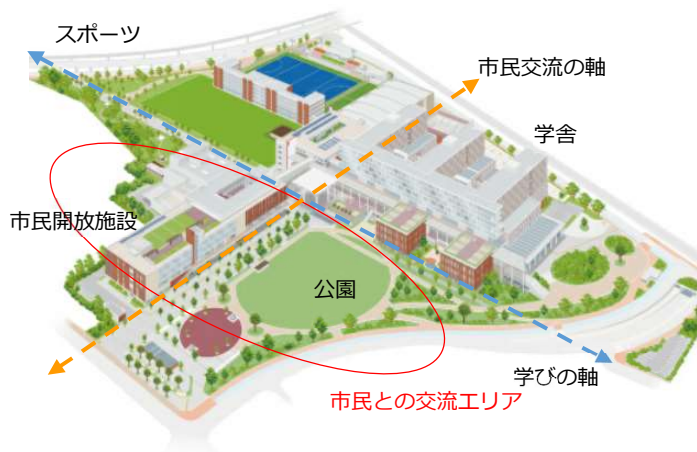 スポーツ
市民交流の軸
学舎
市民開放施設
公園
学びの軸
市民との交流エリア